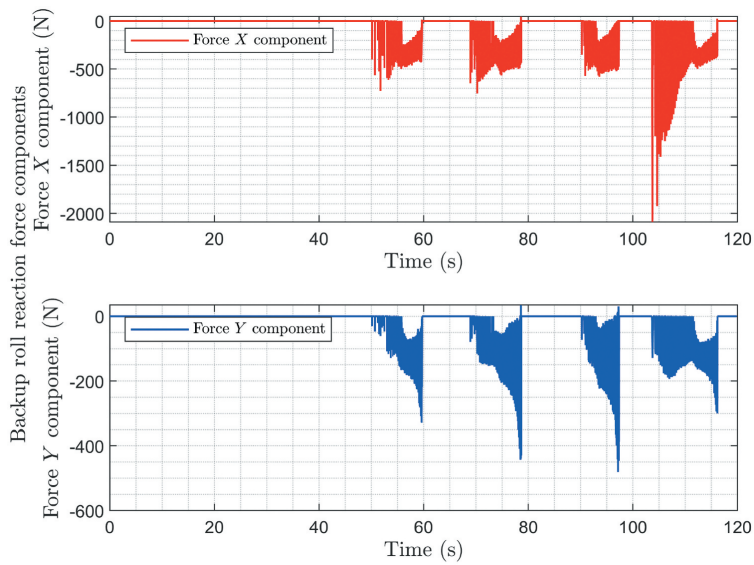 Backup roll reaction force components
Force X component (N)
0
-500
-1000
-1500
-2000
Force X component
0 20 40 60 80 100 120
Time (s)
Force Y component (N)
0
-200
-400
-600
Force Y component
0 20 40 60 80 100 120
Time (s)